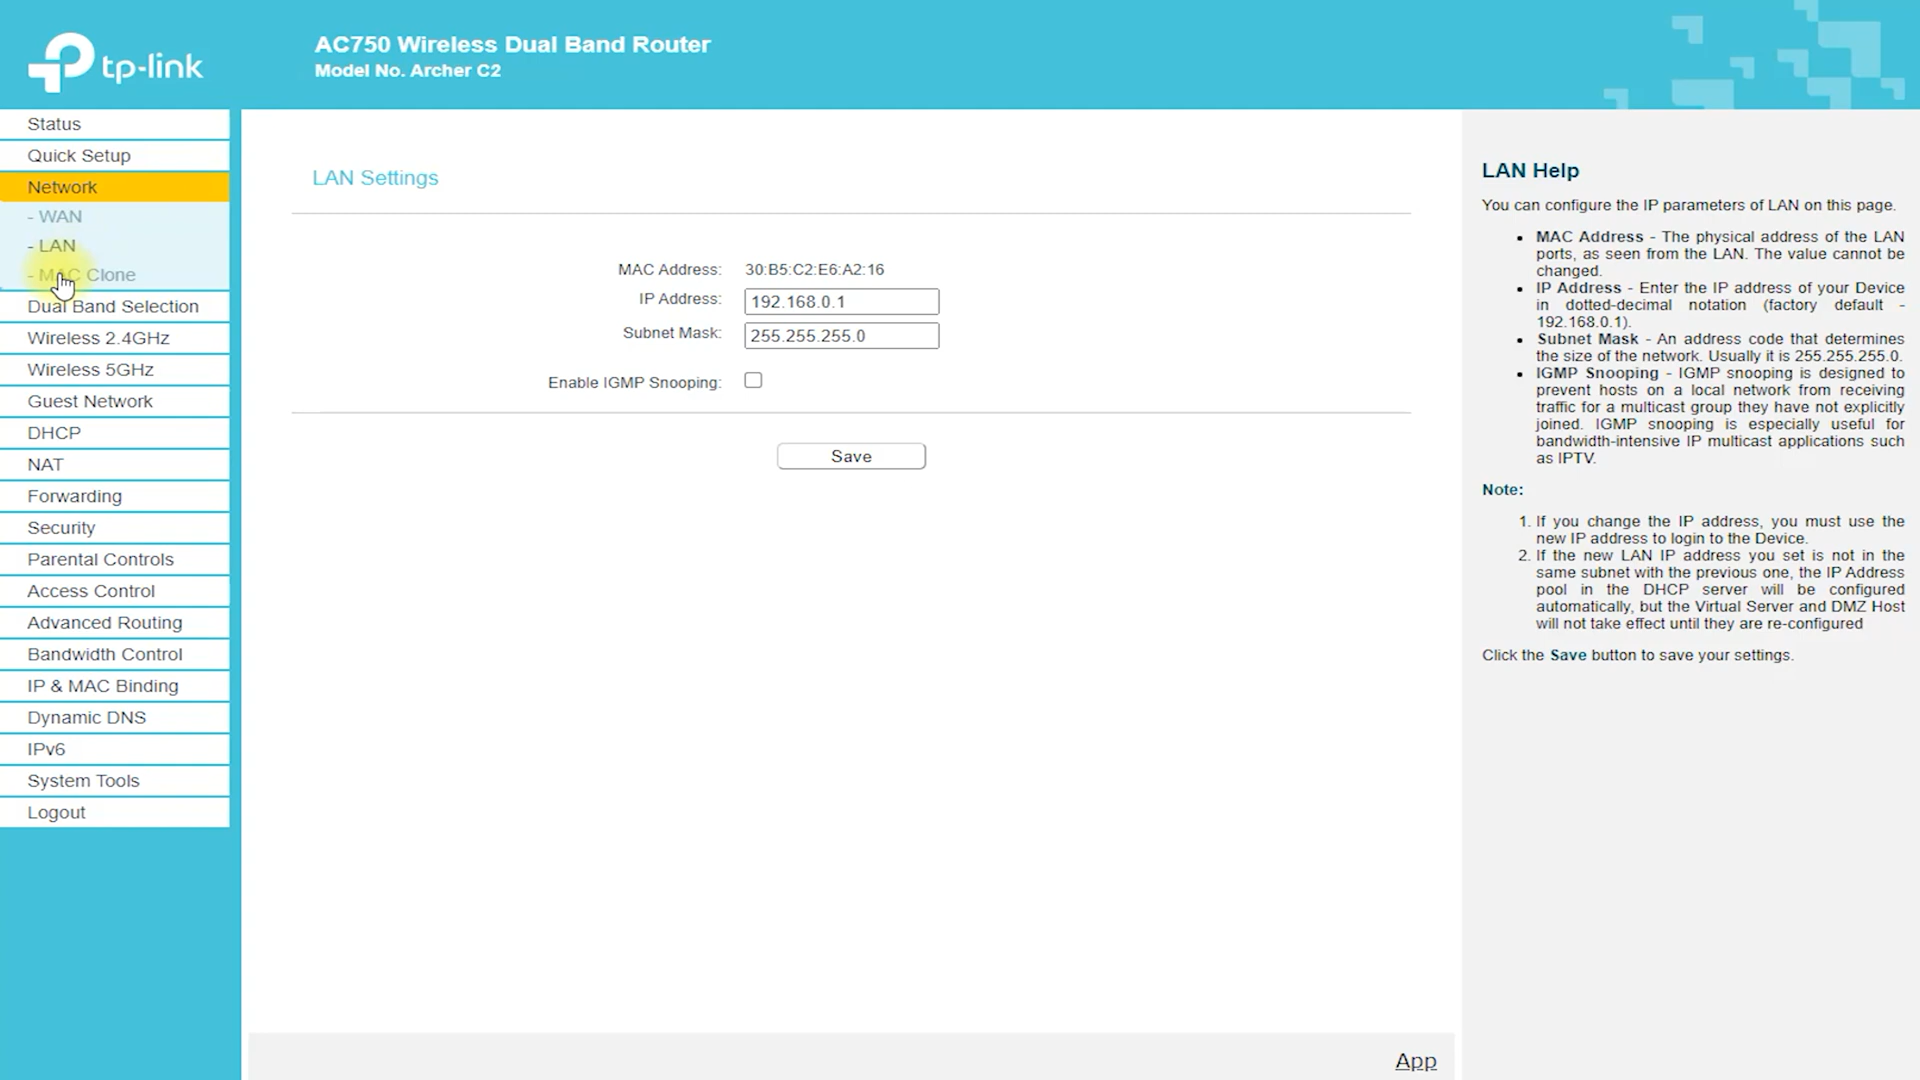 tp-link
AC750 Wireless Dual Band Router
Model No. Archer C2
Status
Quick Setup
Network
- WAN
- LAN
- MAC Clone
Dual Band Selection
Wireless 2.4GHz
Wireless 5GHz
Guest Network
DHCP
NAT
Forwarding
Security
Parental Controls
Access Control
Advanced Routing
Bandwidth Control
IP & MAC Binding
Dynamic DNS
IPv6
System Tools
Logout
LAN Settings
MAC Address: 30:B5:C2:E6:A2:16
IP Address: 192.168.0.1
Subnet Mask: 255.255.255.0
Enable IGMP Snooping:
Save
App
LAN Help
You can configure the IP parameters of LAN on this page.
• MAC Address - The physical address of the LAN
ports, as seen from the LAN. The value cannot be
changed.
• IP Address - Enter the IP address of your Device
in dotted-decimal notation (factory default -
192.168.0.1).
• Subnet Mask - An address code that determines
the size of the network. Usually it is 255.255.255.0.
• IGMP Snooping - IGMP snooping is designed to
prevent hosts on a local network from receiving
traffic for a multicast group they have not explicitly
joined. IGMP snooping is especially useful for
bandwidth-intensive IP multicast applications such
as IPTV.
Note:
1. If you change the IP address, you must use the
new IP address to login to the Device.
2. If the new LAN IP address you set is not in the
same subnet with the previous one, the IP Address
pool in the DHCP server will be configured
automatically, but the Virtual Server and DMZ Host
will not take effect until they are re-configured
Click the Save button to save your settings.